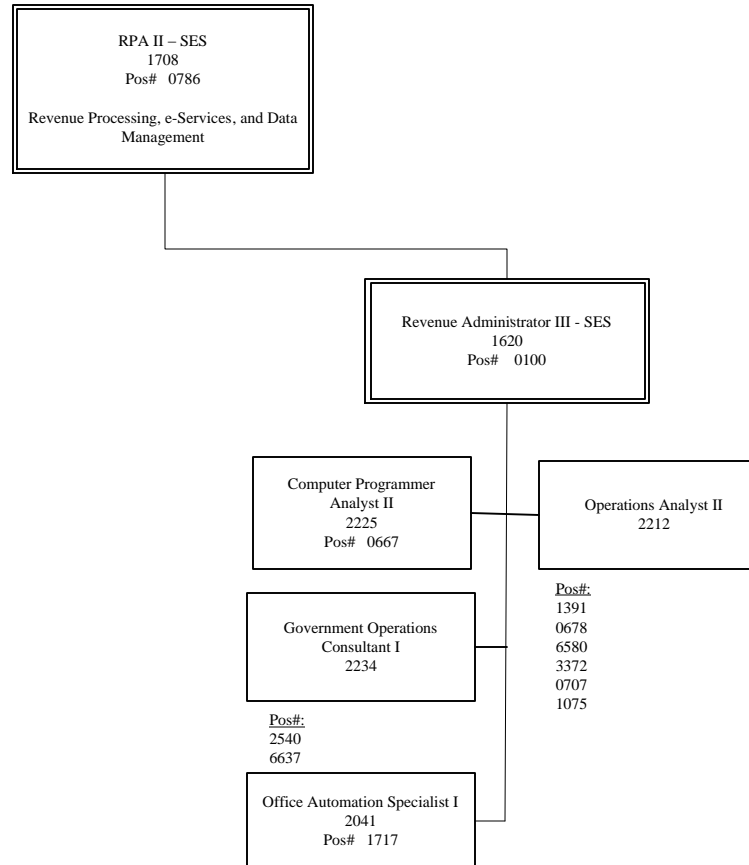 RPA II – SES
1708
Pos# 0786
Revenue Processing, e-Services, and Data
Management
Revenue Administrator III - SES
1620
Pos# 0100
Computer Programmer
Analyst II
2225
Pos# 0667
Operations Analyst II
2212
Pos#:
1391
0678
6580
3372
0707
1075
Government Operations
Consultant I
2234
Pos#:
2540
6637
Office Automation Specialist I
2041
Pos# 1717